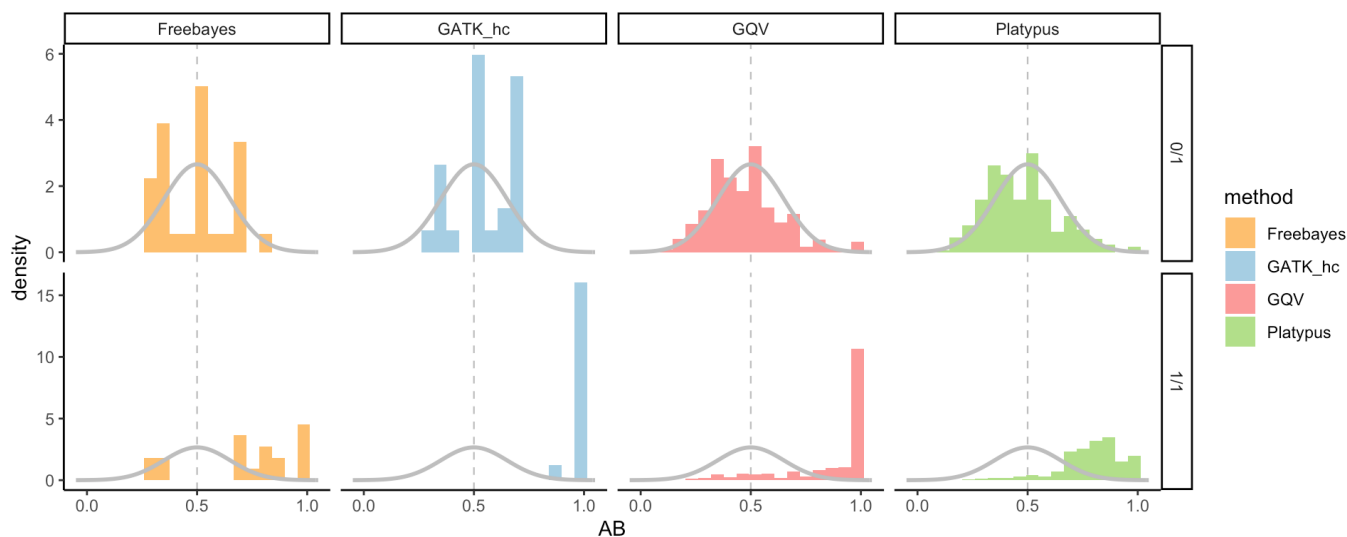 Freebayes GATK_hc GQV Platypus
6
4
2
0
0/1
density
15
10
5
0
1/1
0.0 0.5 1.0 0.0 0.5 1.0 0.0 0.5 1.0 0.0 0.5 1.0
AB
method
Freebayes
GATK_hc
GQV
Platypus